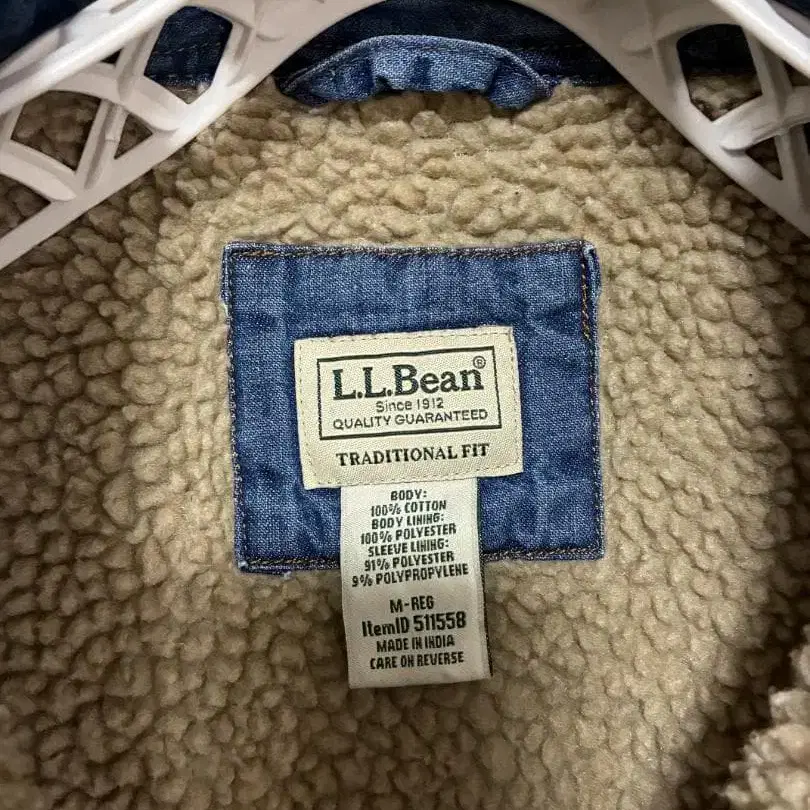 L.L.Bean®
Since 1912
QUALITY GUARANTEED
TRADITIONAL FIT
BODY:
100% COTTON
BODY LINING:
100% POLYESTER
SLEEVE LINING:
91% POLYESTER
9% POLYPROPYLENE
M-REG
ItemID 511558
MADE IN INDIA
CARE ON REVERSE